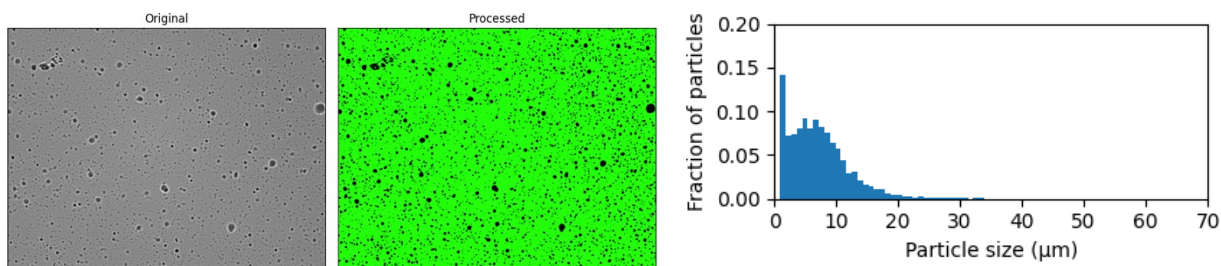 Original
Processed
Fraction of particles
0.20
0.15
0.10
0.05
0.00
0 10 20 30 40 50 60 70
Particle size (μm)